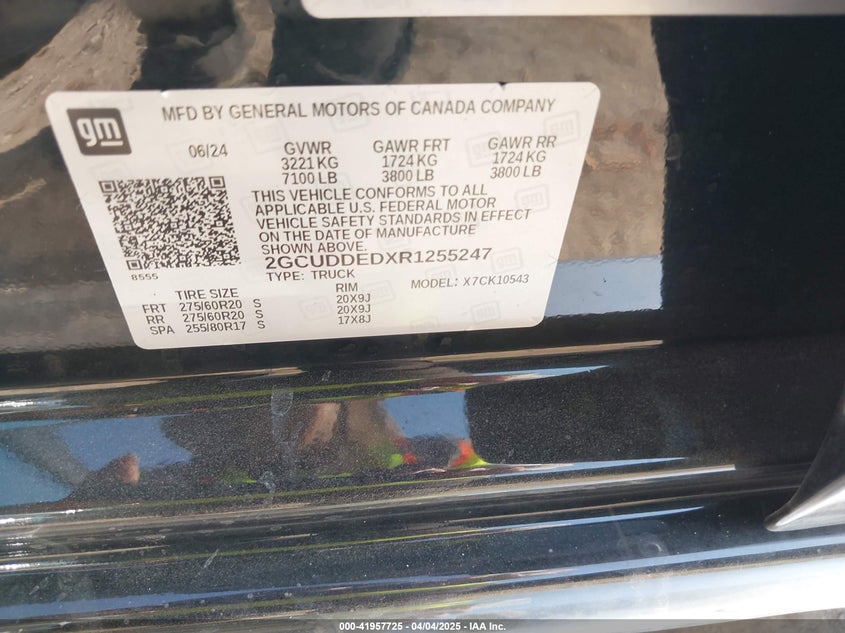 gm
MFD BY GENERAL MOTORS OF CANADA COMPANY
06/24 GVWR GAWR FRT GAWR RR
3221 KG 1724 KG 1724 KG
7100 LB 3800 LB 3800 LB
THIS VEHICLE CONFORMS TO ALL
APPLICABLE U.S. FEDERAL MOTOR
VEHICLE SAFETY STANDARDS IN EFFECT
ON THE DATE OF MANUFACTURE
SHOWN ABOVE.
2GCUDDEDXR1255247
8555 TYPE: TRUCK MODEL: X7CK10543
TIRE SIZE RIM
FRT 275/60R20 S 20X9J
RR 275/60R20 S 20X9J
SPA 255/80R17 S 17X8J
000-41957725 - 04/04/2025 - IAA Inc.